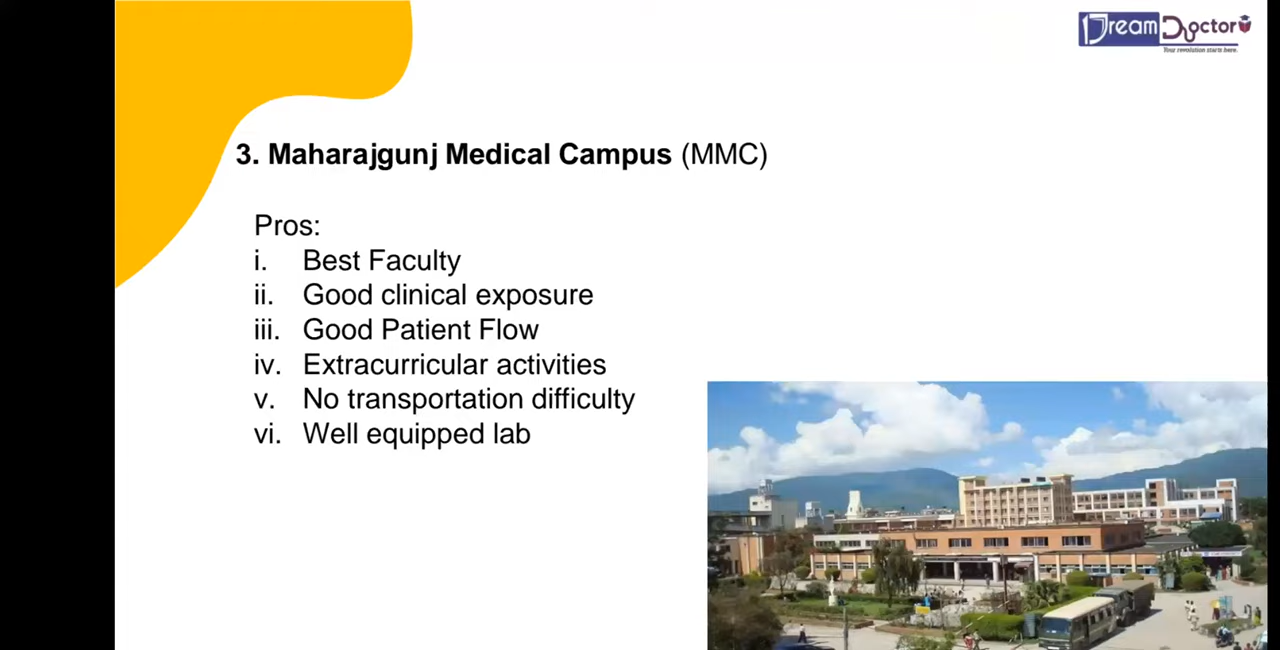 Dream Doctor
Your revolution starts here.
3. Maharajgunj Medical Campus (MMC)
Pros:
i. Best Faculty
ii. Good clinical exposure
iii. Good Patient Flow
iv. Extracurricular activities
v. No transportation difficulty
vi. Well equipped lab